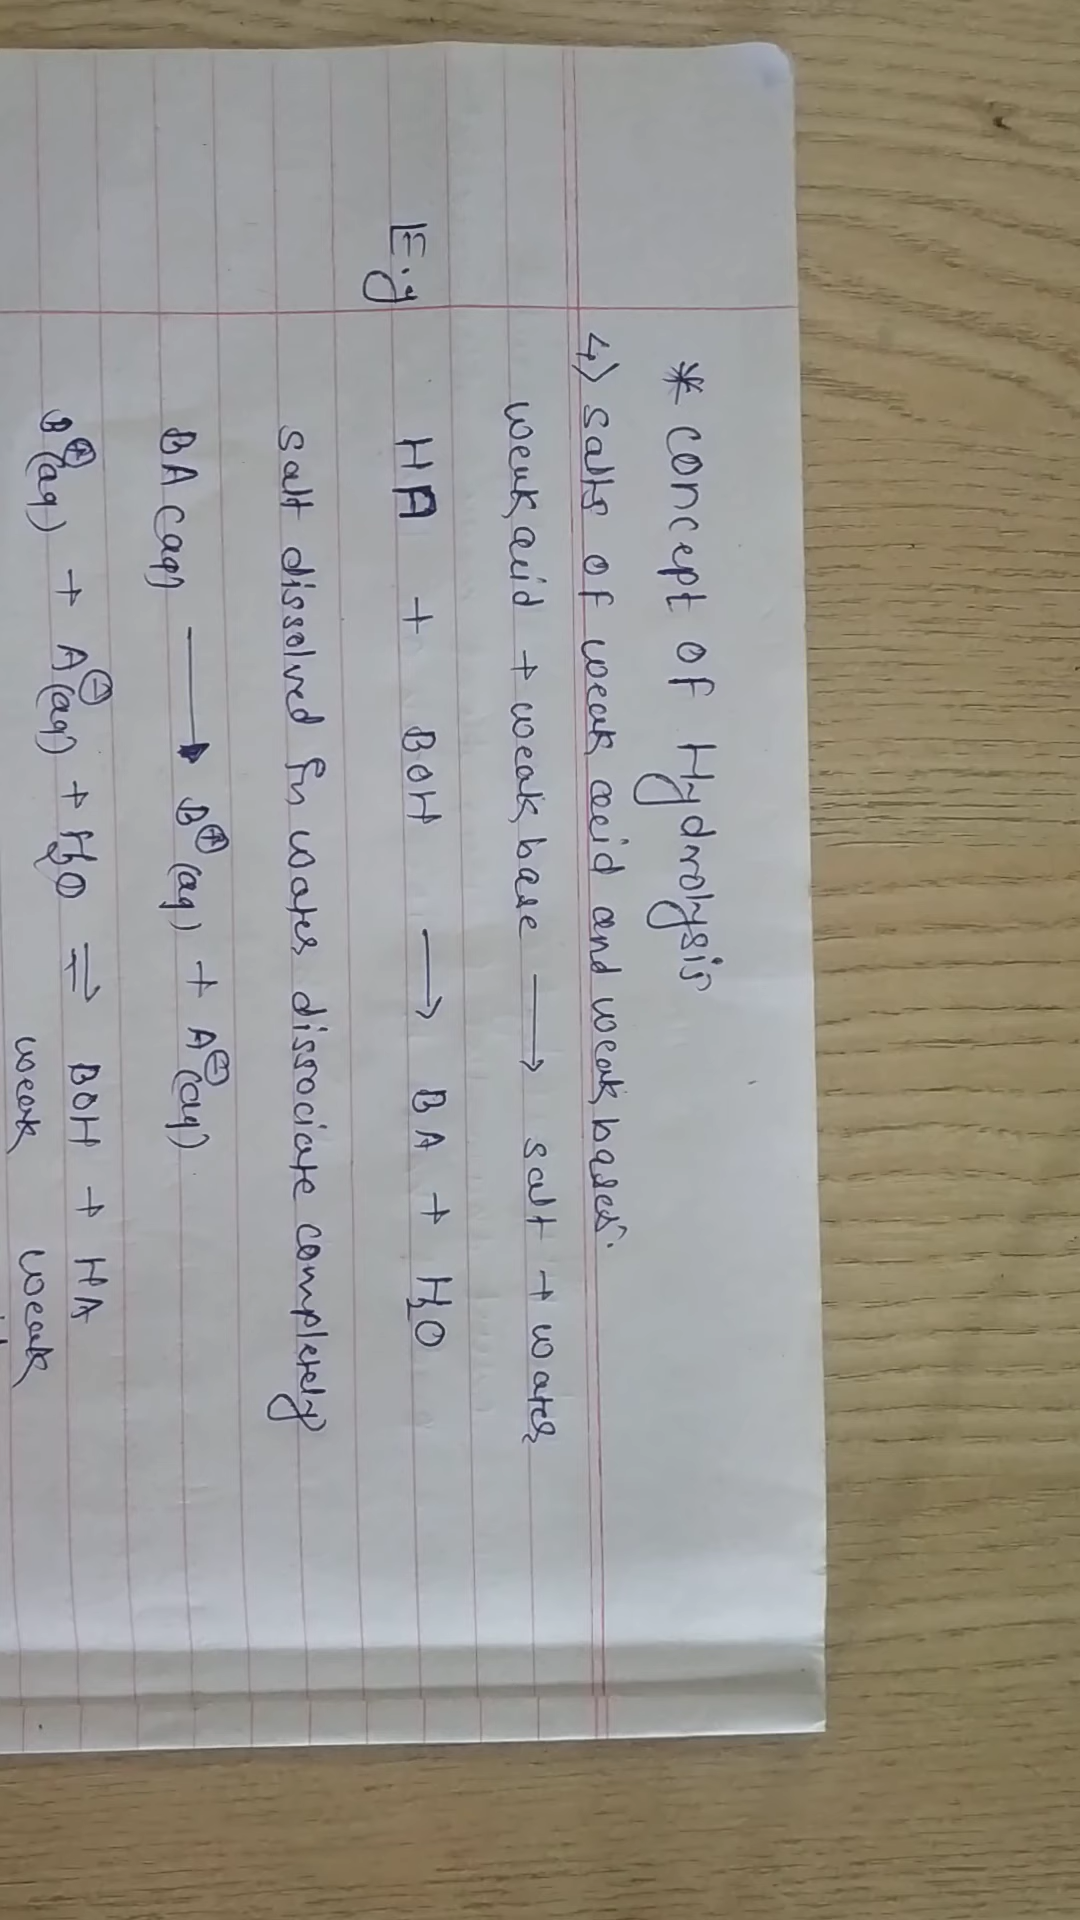 * concept of Hydrolysis
4) salts of weak acid and weak bases.
weak acid + weak base ⟶ salt + water
E.g HA + BOH ⟶ BA + H₂O
salt dissolved in water dissociate completely
BA (aq) ⟶ B⊕ (aq) + A⊖ (aq)
B⊕ (aq) + A⊖ (aq) + H₂O ⇌ BOH + HA
weak weak